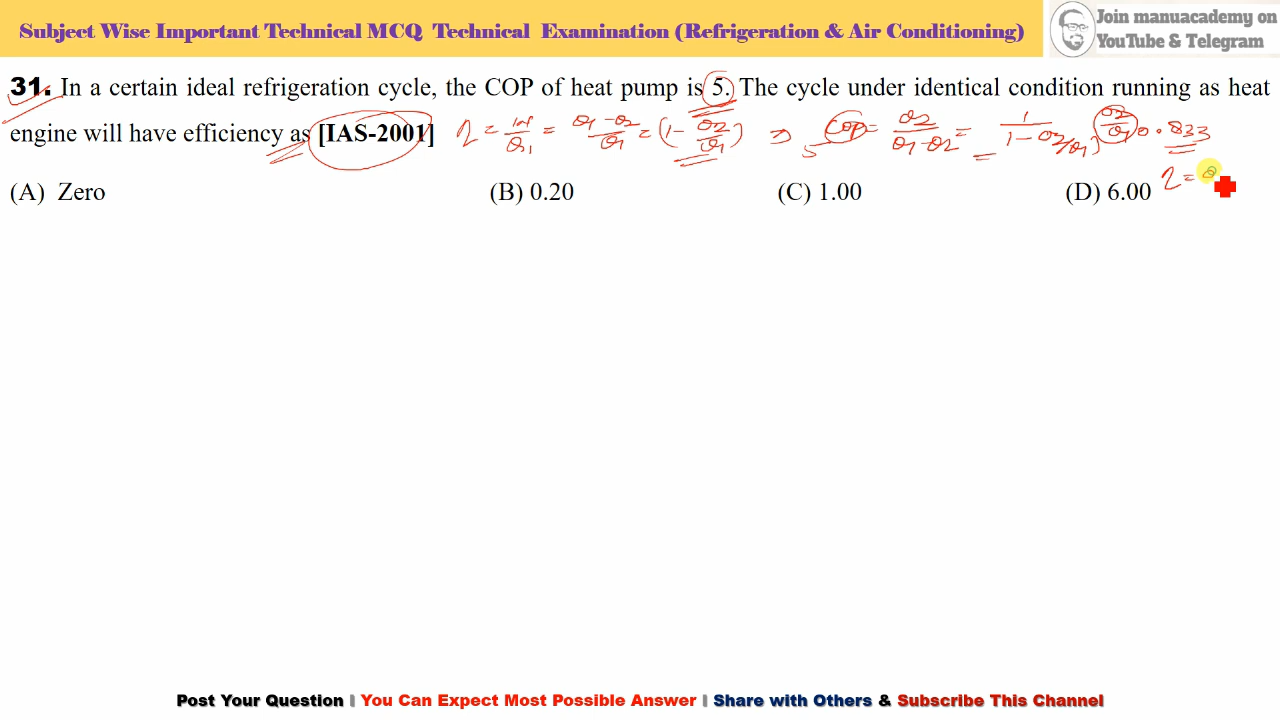 Subject Wise Important Technical MCQ Technical Examination (Refrigeration & Air Conditioning)
Join manuacademy on
YouTube & Telegram
31. In a certain ideal refrigeration cycle, the COP of heat pump is 5. The cycle under identical condition running as heat
engine will have efficiency as [IAS-2001]
(A) Zero (B) 0.20 (C) 1.00 (D) 6.00
Post Your Question | You Can Expect Most Possible Answer | Share with Others & Subscribe This Channel